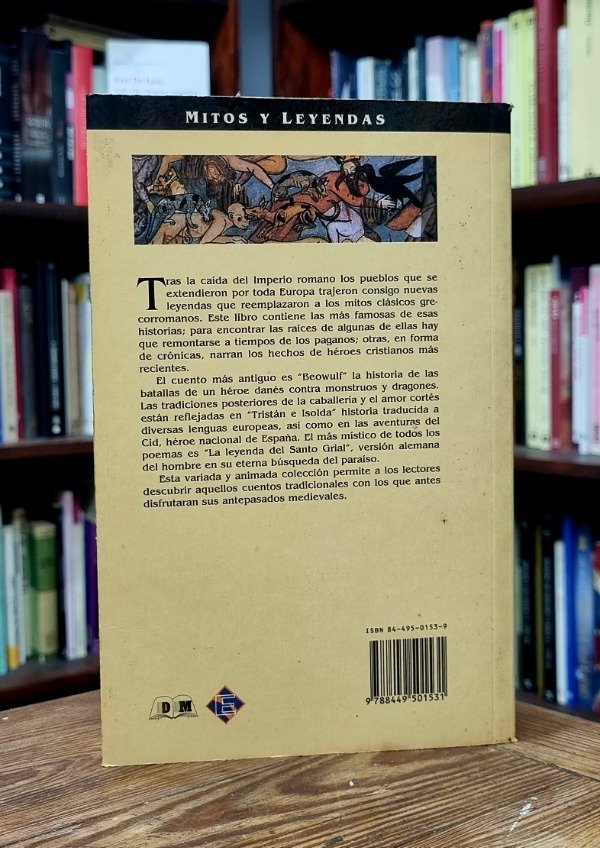 MITOS Y LEYENDAS
Tras la caída del Imperio romano los pueblos que se
extendieron por toda Europa trajeron consigo nuevas
leyendas que reemplazaron a los mitos clásicos gre-
corromanos. Este libro contiene las más famosas de esas
historias; para encontrar las raíces de algunas de ellas hay
que remontarse a tiempos de los paganos; otras, en forma
de crónicas, narran los hechos de héroes cristianos más
recientes.
El cuento más antiguo es "Beowulf" la historia de las
batallas de un héroe danés contra monstruos y dragones.
Las tradiciones posteriores de la caballería y el amor cortés
están reflejadas en "Tristán e Isolda" historia traducida a
diversas lenguas europeas, así como en las aventuras del
Cid, héroe nacional de España. El más místico de todos los
poemas es "La leyenda del Santo Grial", versión alemana
del hombre en su eterna búsqueda del paraíso.
Esta variada y animada colección permite a los lectores
descubrir aquellos cuentos tradicionales con los que antes
disfrutaran sus antepasados medievales.
ISBN 84-495-0153-9
9 788449 501531
D M
E